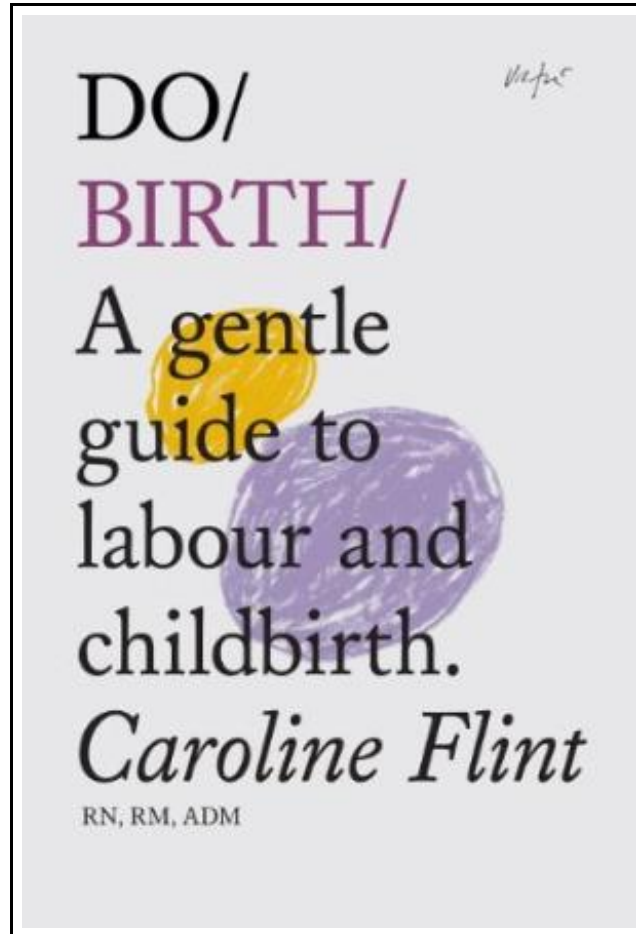 DO/
BIRTH/
A gentle
guide to
labour and
childbirth.
Caroline Flint
RN, RM, ADM